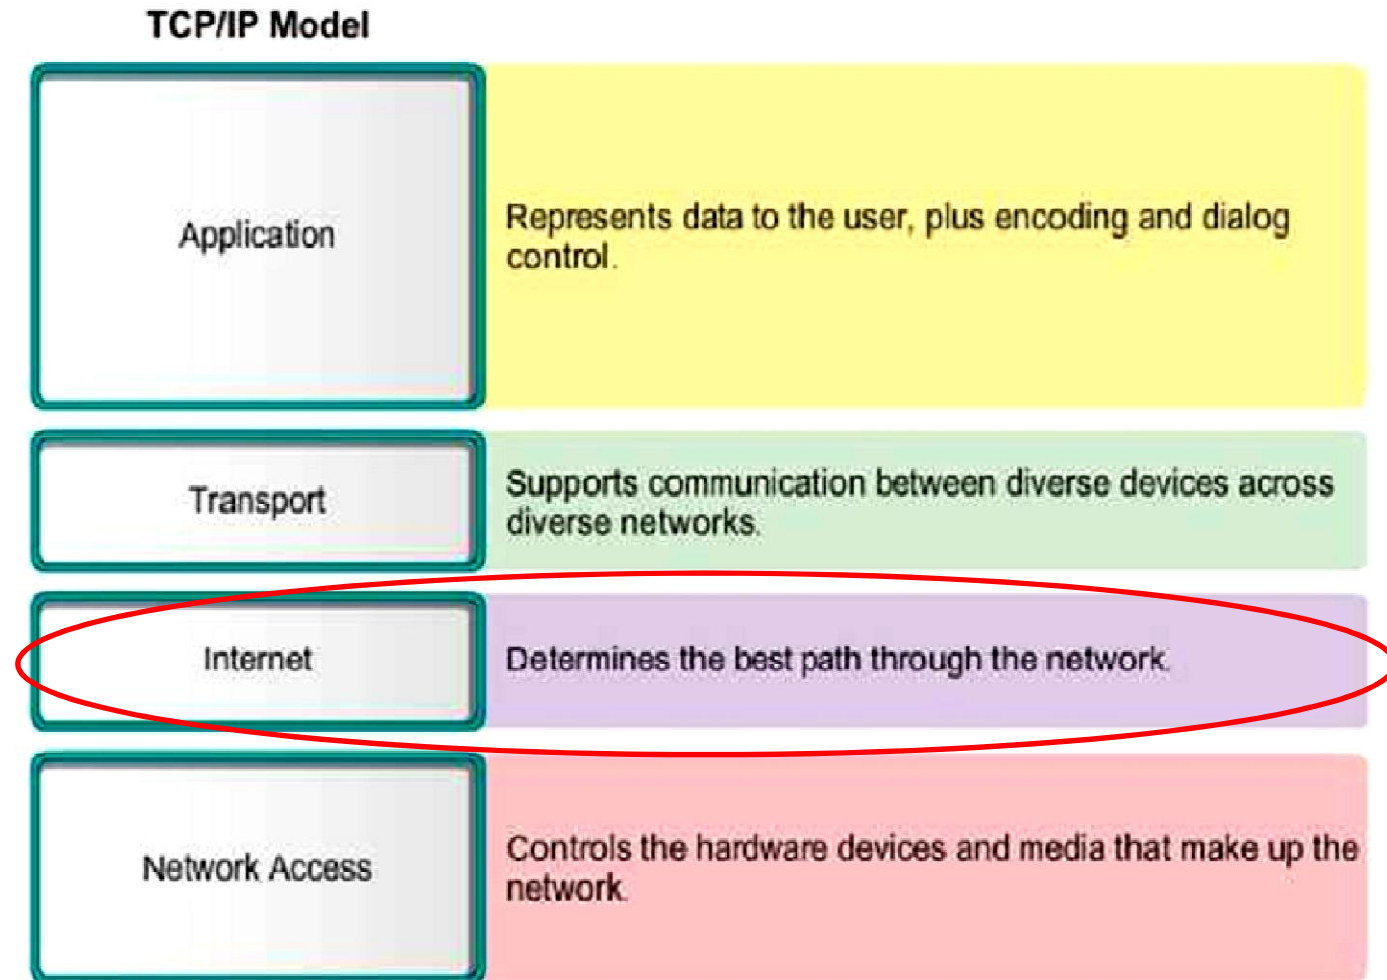 TCP/IP Model
Application
Represents data to the user, plus encoding and dialog
control.
Transport
Supports communication between diverse devices across
diverse networks.
Internet
Determines the best path through the network.
Network Access
Controls the hardware devices and media that make up the
network.